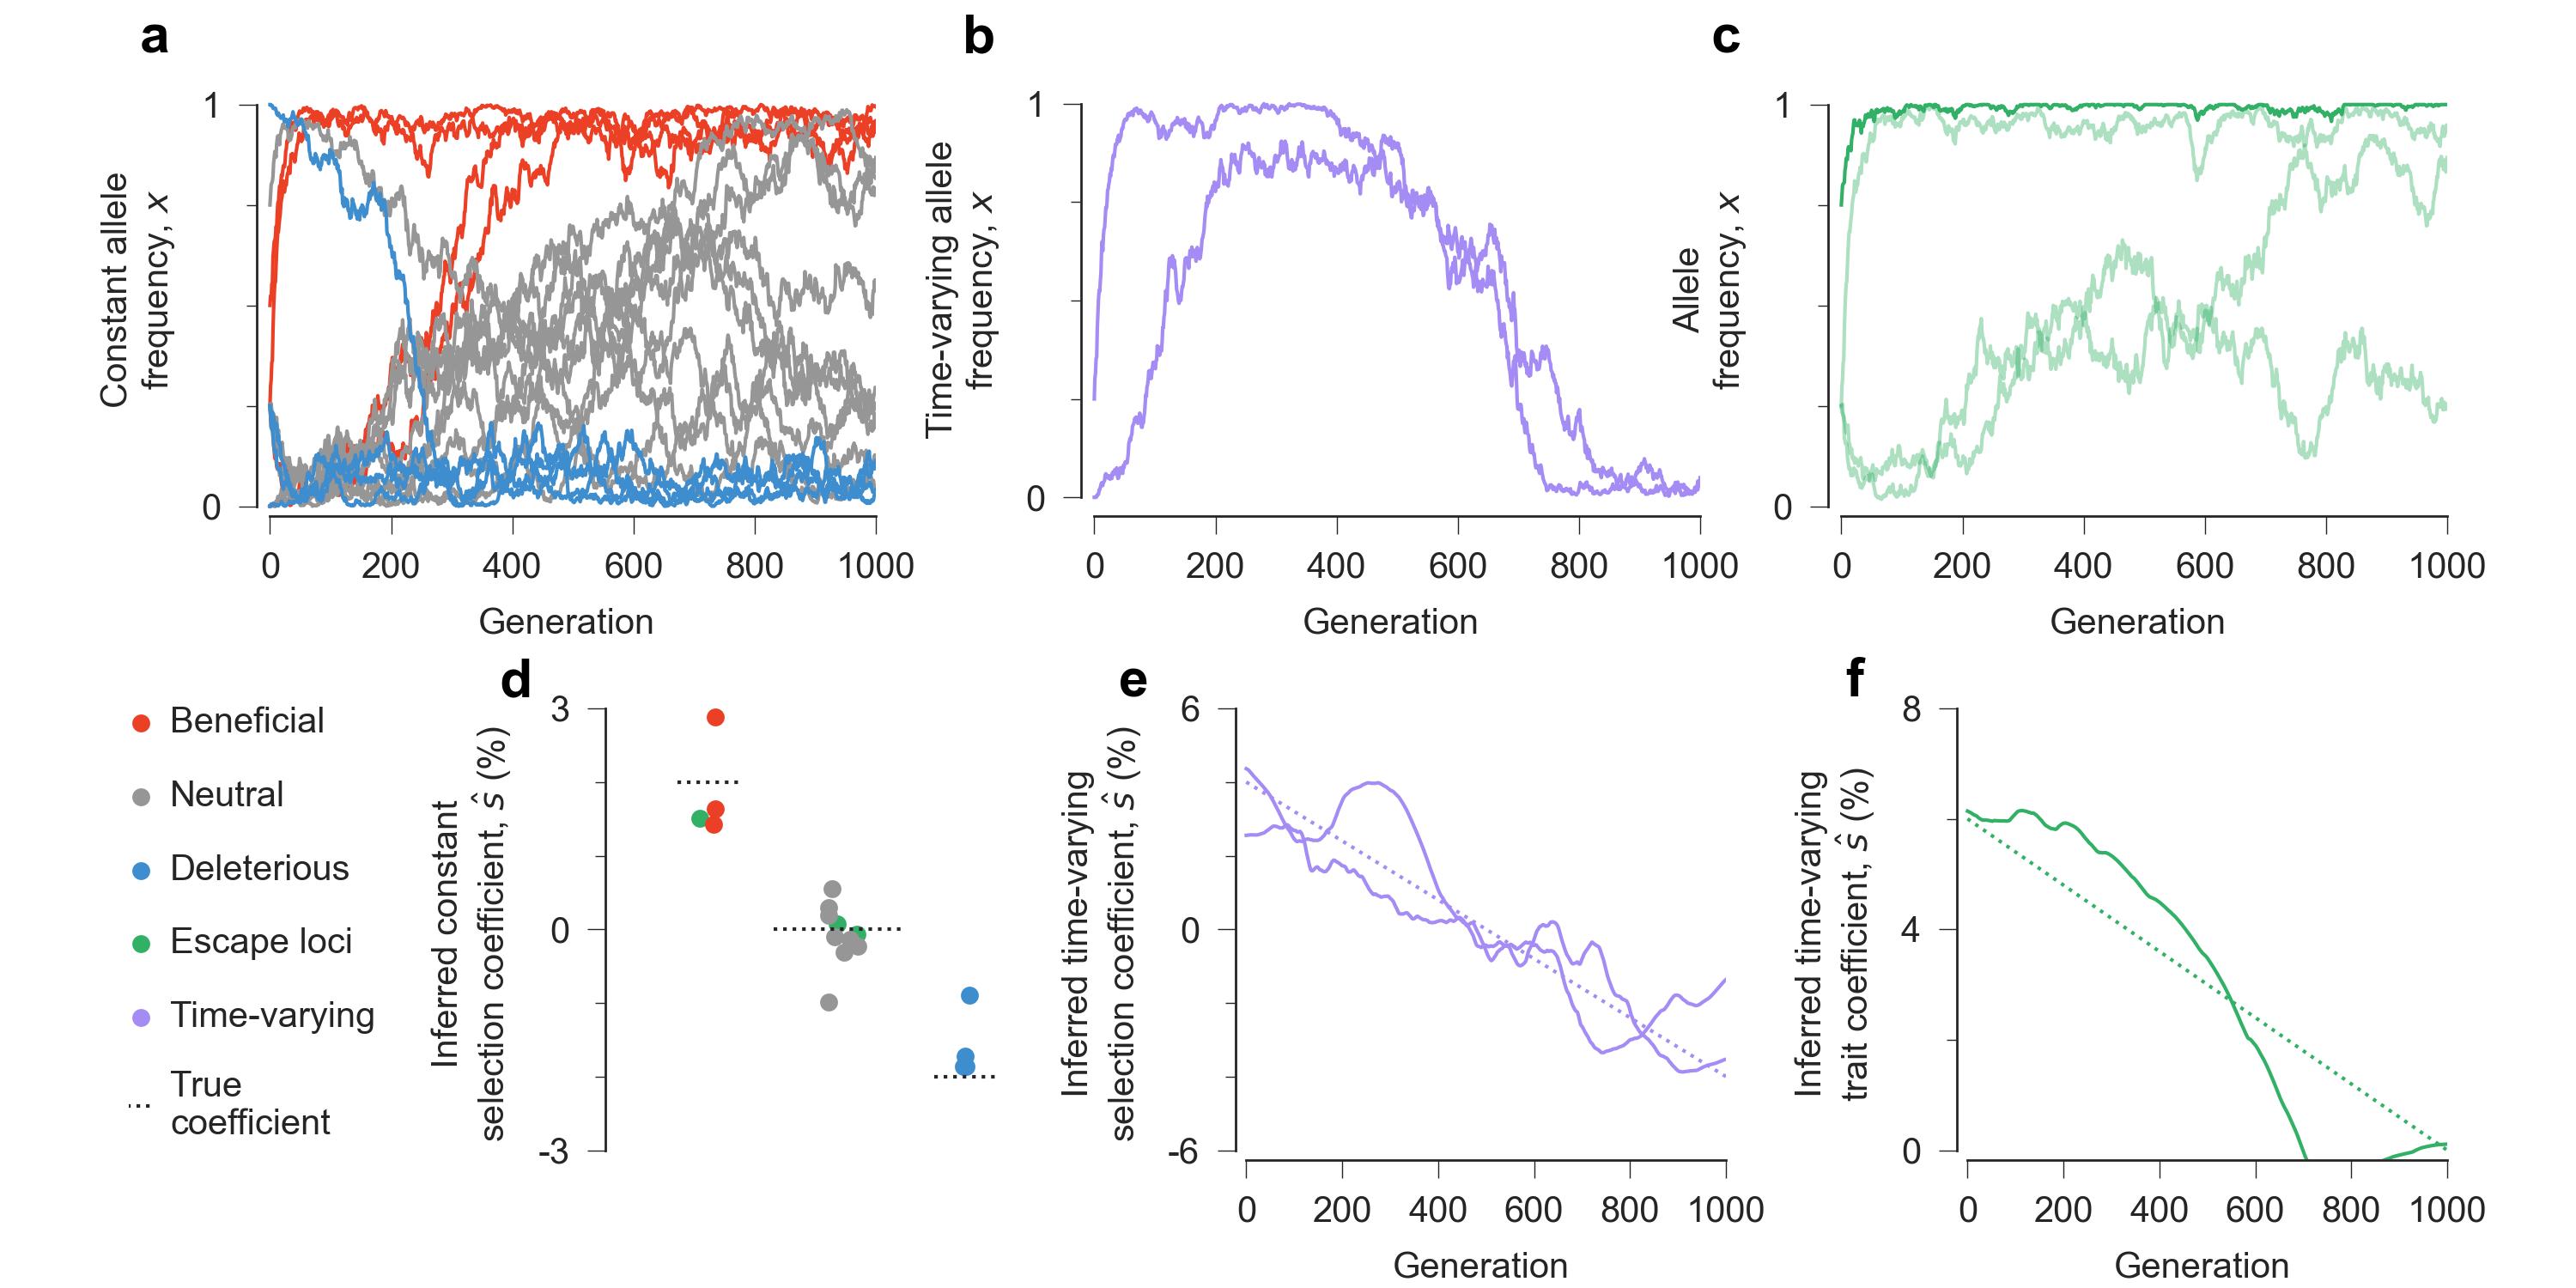 a
1
0
Constant allele
frequency, x
0 200 400 600 800 1000
Generation
b
1
0
Time-varying allele
frequency, x
0 200 400 600 800 1000
Generation
c
1
0
Allele
frequency, x
0 200 400 600 800 1000
Generation
Beneficial
Neutral
Deleterious
Escape loci
Time-varying
True
coefficient
d
3
0
-3
Inferred constant
selection coefficient, ŝ (%)
e
6
0
-6
Inferred time-varying
selection coefficient, ŝ (%)
0 200 400 600 800 1000
Generation
f
8
4
0
Inferred time-varying
trait coefficient, ŝ (%)
0 200 400 600 800 1000
Generation